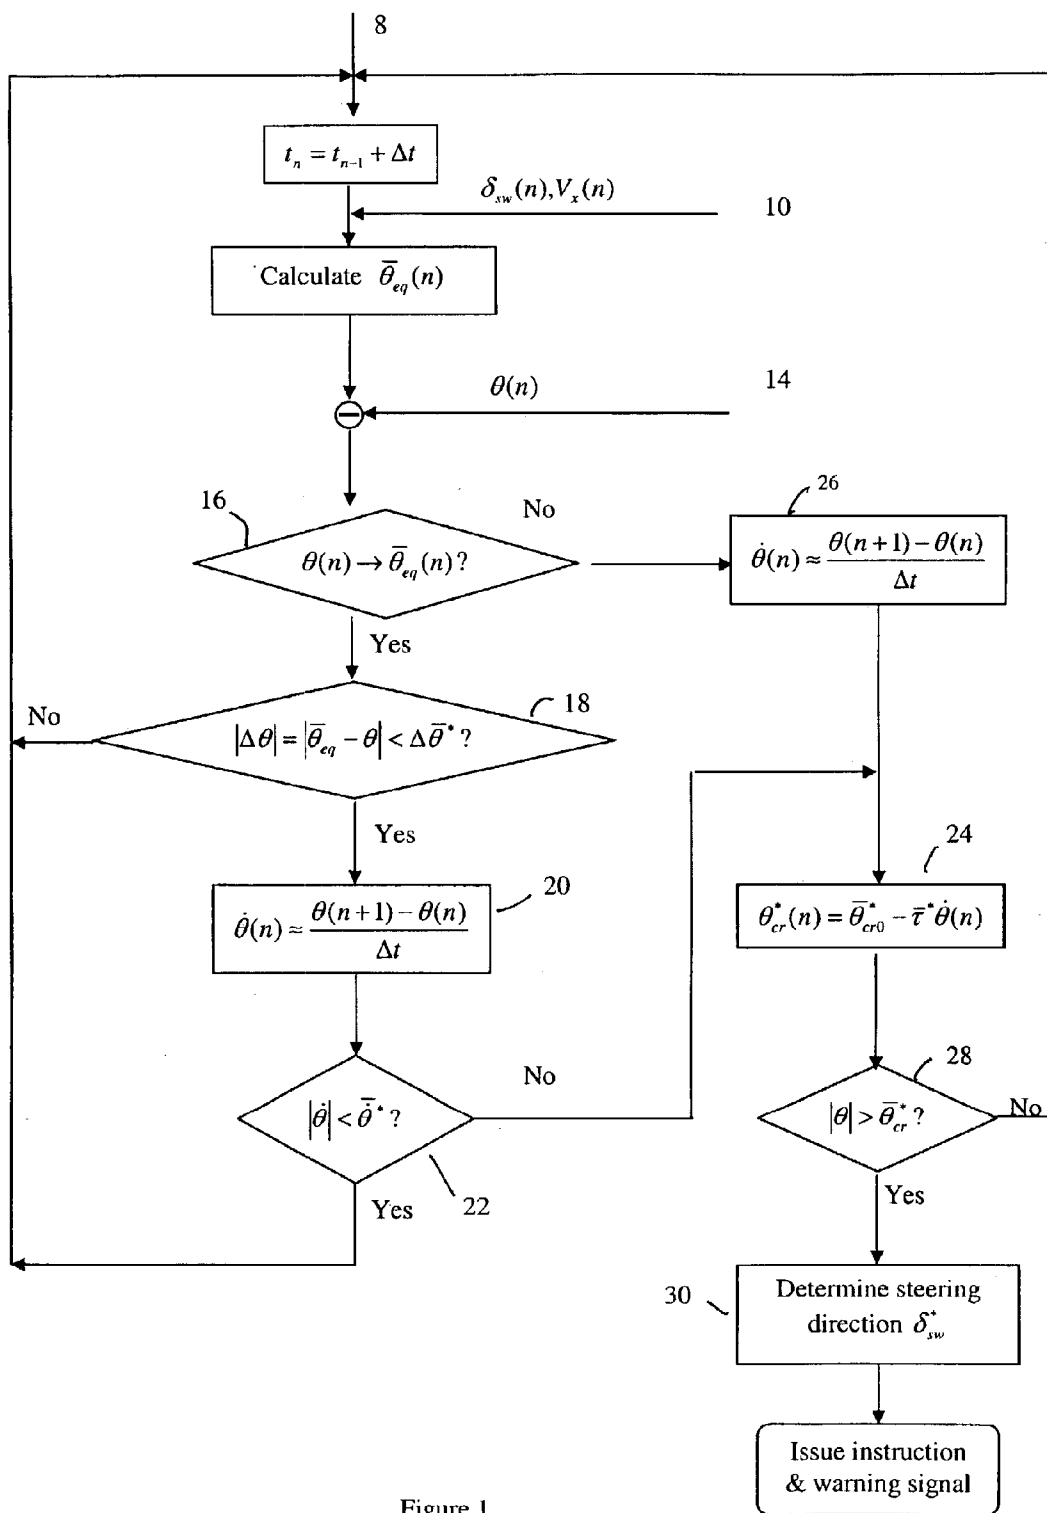 8
tₙ = tₙ₋₁ + Δt
δ_sw(n), V_x(n)
10
Calculate θ̄_eq(n)
14
θ(n)
16
No
26
θ(n) → θ̄_eq(n)?
θ̇(n) ≈ (θ(n+1) − θ(n)) / Δt
Yes
18
No
|Δθ| = |θ̄_eq − θ| < Δθ̄*?
Yes
24
20
θ̇(n) ≈ (θ(n+1) − θ(n)) / Δt
θ*_cr(n) = θ̄*_cr0 − τ̄*θ̇(n)
28
No
|θ̇| < θ̇̄*?
|θ| > θ̄*_cr?
No
22
Yes
Yes
30
Determine steering
direction δ*_sw
Issue instruction
& warning signal
Figure 1